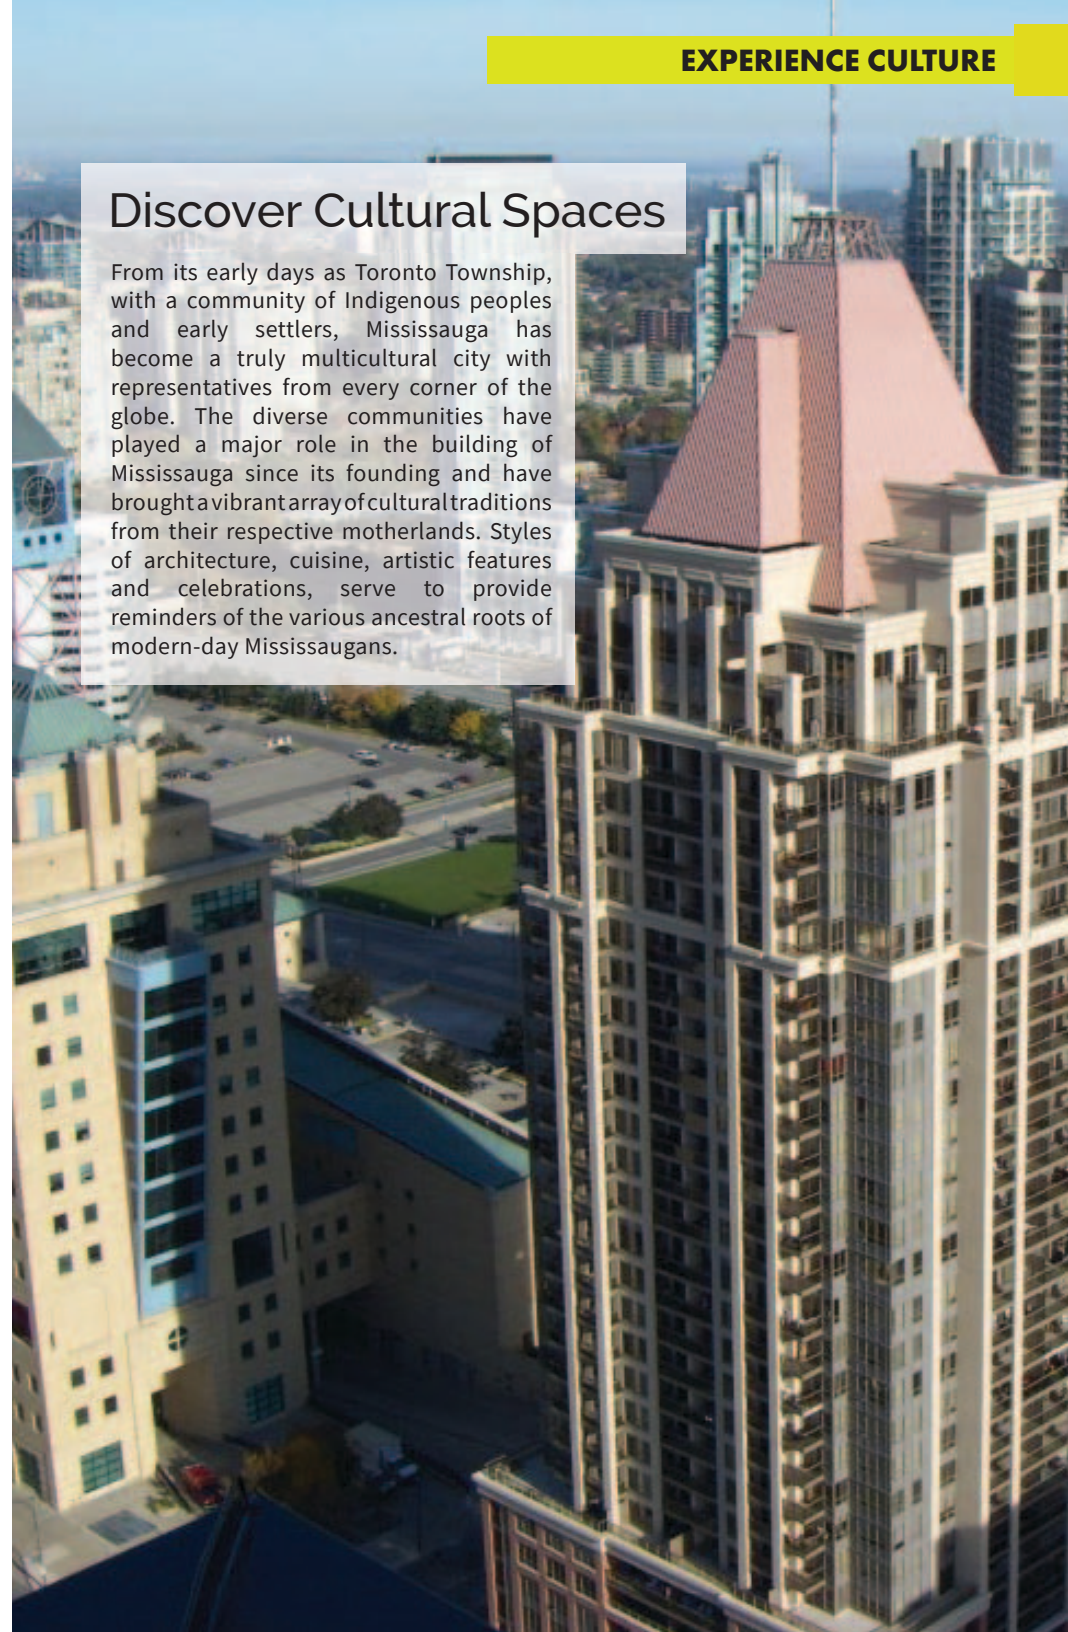 EXPERIENCE CULTURE
Discover Cultural Spaces
From its early days as Toronto Township,
with a community of Indigenous peoples
and early settlers, Mississauga has
become a truly multicultural city with
representatives from every corner of the
globe. The diverse communities have
played a major role in the building of
Mississauga since its founding and have
brought a vibrant array of cultural traditions
from their respective motherlands. Styles
of architecture, cuisine, artistic features
and celebrations, serve to provide
reminders of the various ancestral roots of
modern-day Mississaugans.